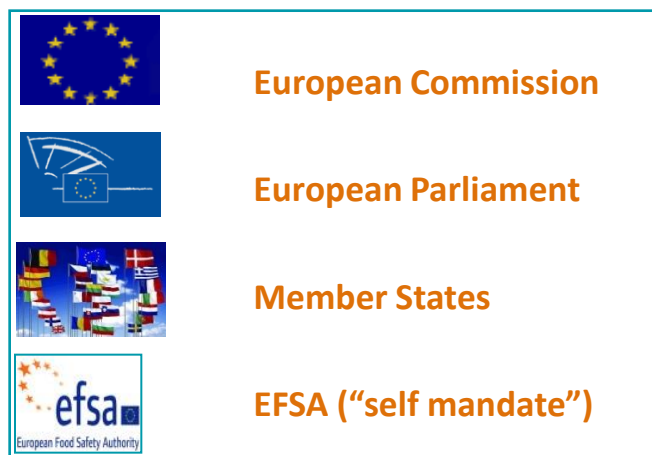 European Commission
European Parliament
Member States
efsa
European Food Safety Authority
EFSA (“self mandate”)